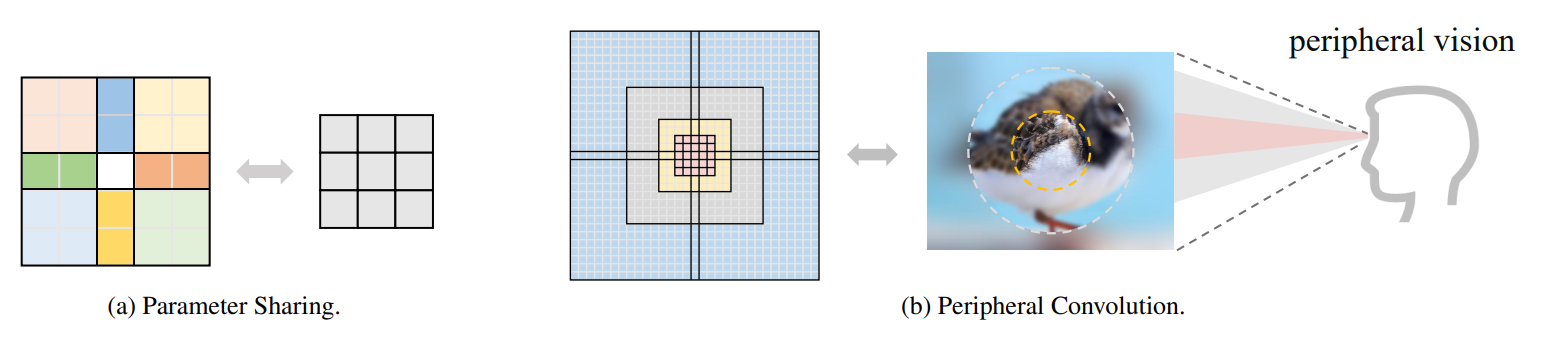 peripheral vision
(a) Parameter Sharing.
(b) Peripheral Convolution.